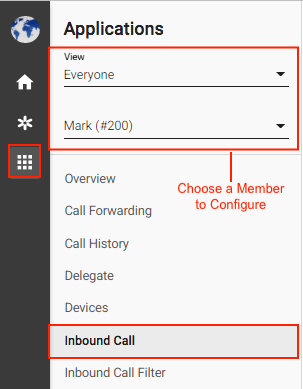 Applications
View
Everyone
Mark (#200)
Choose a Member
to Configure
Overview
Call Forwarding
Call History
Delegate
Devices
Inbound Call
Inbound Call Filter